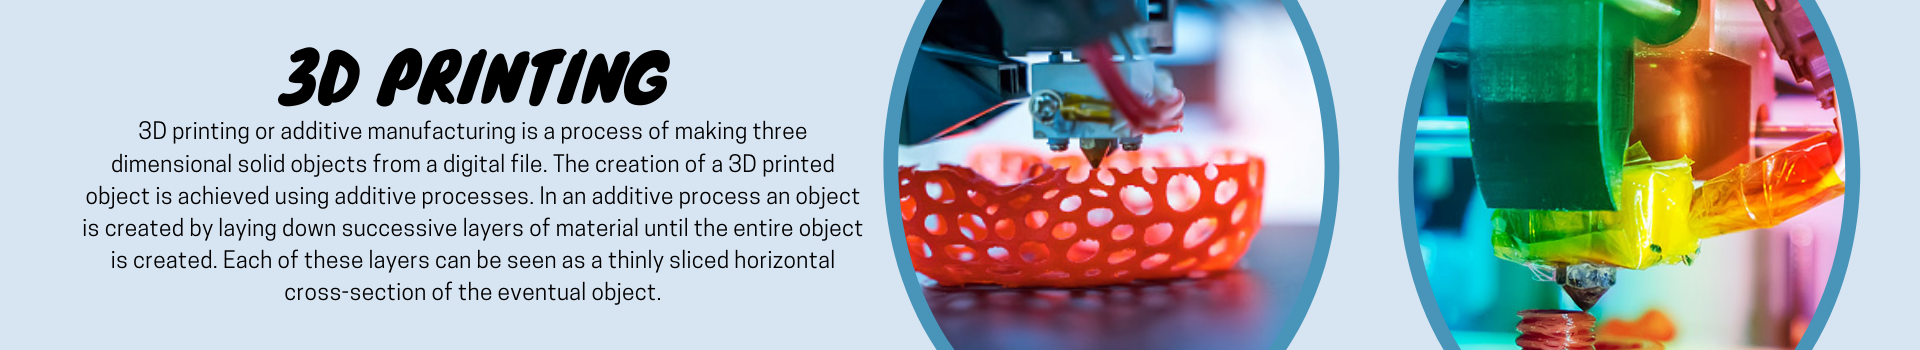 3D PRINTING
3D printing or additive manufacturing is a process of making three
dimensional solid objects from a digital file. The creation of a 3D printed
object is achieved using additive processes. In an additive process an object
is created by laying down successive layers of material until the entire object
is created. Each of these layers can be seen as a thinly sliced horizontal
cross-section of the eventual object.